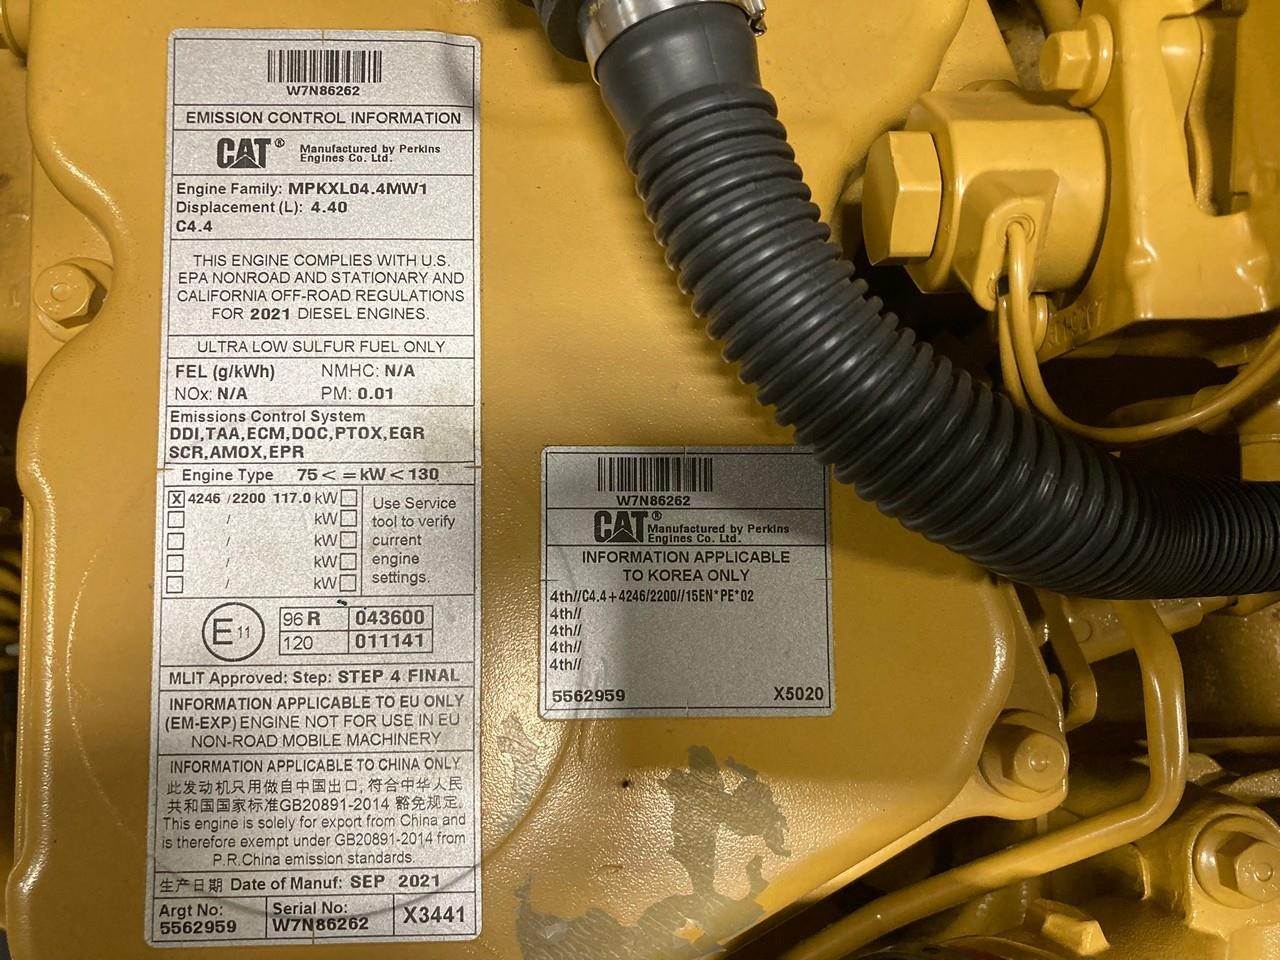 W7N86262
EMISSION CONTROL INFORMATION
CAT® Manufactured by Perkins
Engines Co. Ltd.
Engine Family: MPKXL04.4MW1
Displacement (L): 4.40
C4.4
THIS ENGINE COMPLIES WITH U.S.
EPA NONROAD AND STATIONARY AND
CALIFORNIA OFF-ROAD REGULATIONS
FOR 2021 DIESEL ENGINES.
ULTRA LOW SULFUR FUEL ONLY
FEL (g/kWh) NMHC: N/A
NOx: N/A PM: 0.01
Emissions Control System
DDI,TAA,ECM,DOC,PTOX,EGR
SCR,AMOX,EPR
Engine Type 75 < = kW < 130
X 4246 /2200 117.0 kW
/ kW
/ kW
/ kW
/ kW
Use Service
tool to verify
current
engine
settings.
E11
96 R 043600
120 011141
MLIT Approved: Step: STEP 4 FINAL
INFORMATION APPLICABLE TO EU ONLY
(EM-EXP) ENGINE NOT FOR USE IN EU
NON-ROAD MOBILE MACHINERY
INFORMATION APPLICABLE TO CHINA ONLY
此发动机只用做自中国出口, 符合中华人民
共和国国家标准GB20891-2014 豁免规定.
This engine is solely for export from China and
is therefore exempt under GB20891-2014 from
P.R.China emission standards.
生产日期 Date of Manuf: SEP 2021
Argt No:
5562959
Serial No:
W7N86262
X3441
W7N86262
CAT® Manufactured by Perkins
Engines Co. Ltd.
INFORMATION APPLICABLE
TO KOREA ONLY
4th//C4.4+4246/2200//15EN*PE*02
4th//
4th//
4th//
4th//
5562959 X5020